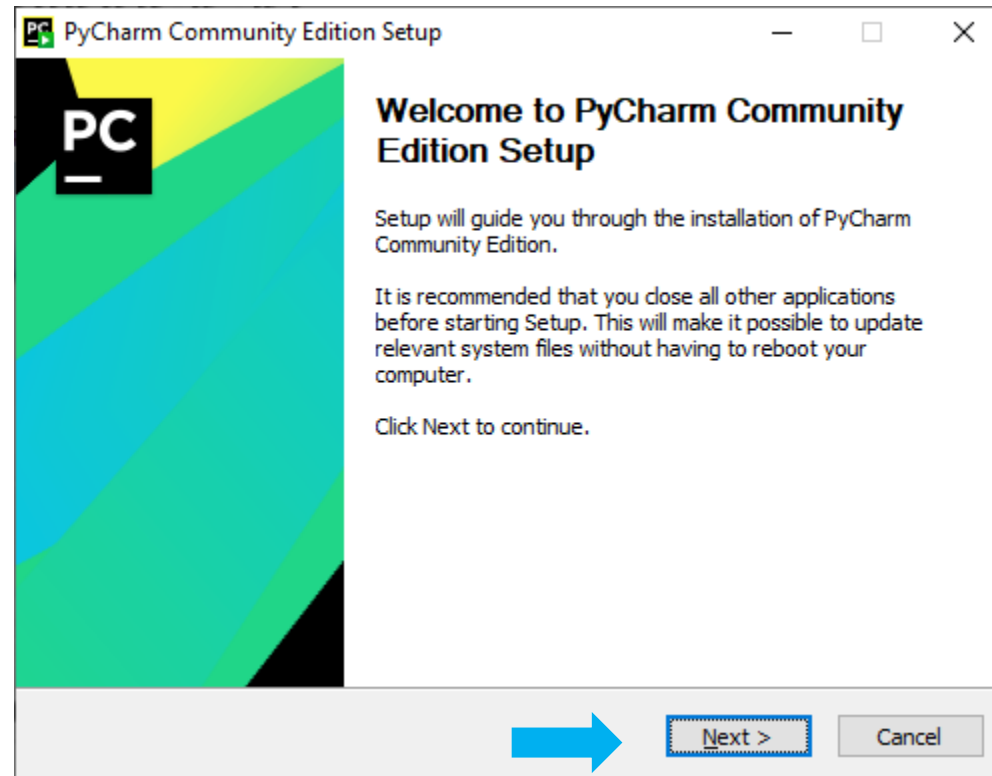 PyCharm Community Edition Setup
PC
Welcome to PyCharm Community
Edition Setup
Setup will guide you through the installation of PyCharm
Community Edition.
It is recommended that you close all other applications
before starting Setup. This will make it possible to update
relevant system files without having to reboot your
computer.
Click Next to continue.
Next >
Cancel